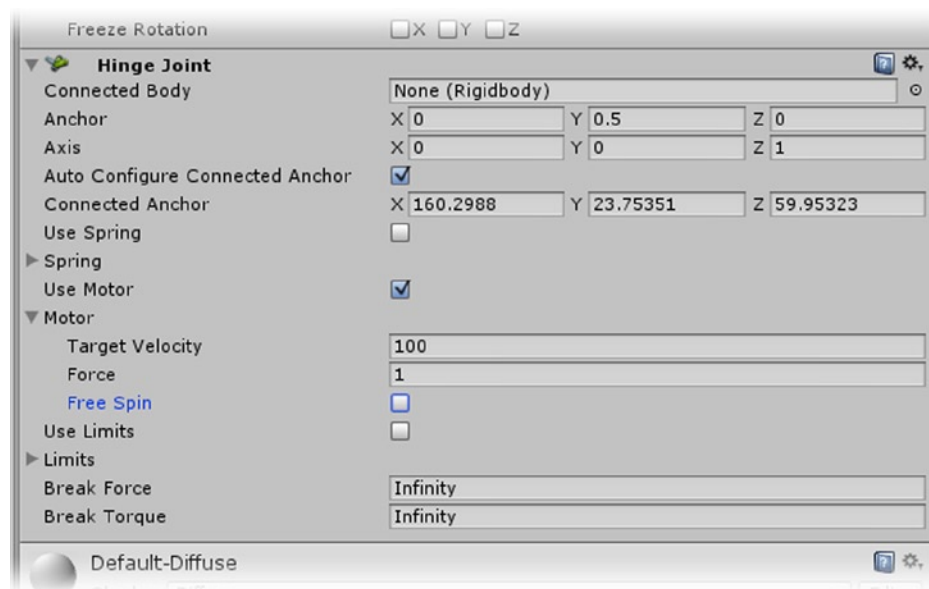 Freeze Rotation X Y Z
Hinge Joint
Connected Body None (Rigidbody)
Anchor X 0 Y 0.5 Z 0
Axis X 0 Y 0 Z 1
Auto Configure Connected Anchor
Connected Anchor X 160.2988 Y 23.75351 Z 59.95323
Use Spring
Spring
Use Motor
Motor
Target Velocity 100
Force 1
Free Spin
Use Limits
Limits
Break Force Infinity
Break Torque Infinity
Default-Diffuse